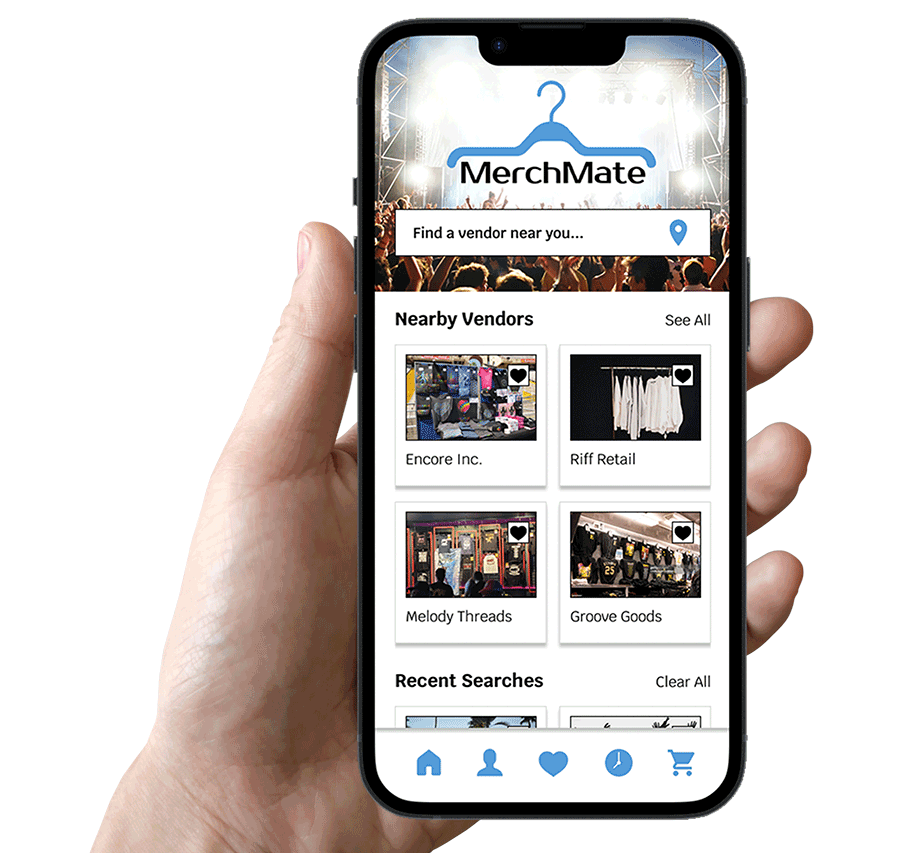 MerchMate
Find a vendor near you...
Nearby Vendors
See All
Encore Inc.
Riff Retail
Melody Threads
Groove Goods
Recent Searches
Clear All